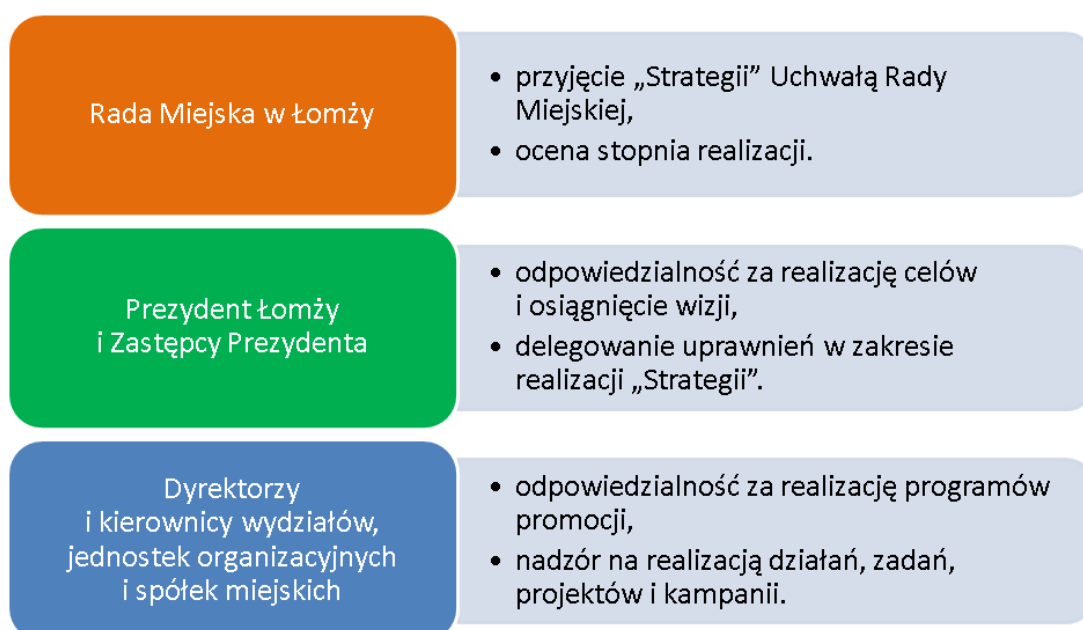 Rada Miejska w Łomży
• przyjęcie „Strategii” Uchwałą Rady
Miejskiej,
• ocena stopnia realizacji.
Prezydent Łomży
i Zastępcy Prezydenta
• odpowiedzialność za realizację celów
i osiągnięcie wizji,
• delegowanie uprawnień w zakresie
realizacji „Strategii”.
Dyrektorzy
i kierownicy wydziałów,
jednostek organizacyjnych
i spółek miejskich
• odpowiedzialność za realizację programów
promocji,
• nadzór na realizacją działań, zadań,
projektów i kampanii.